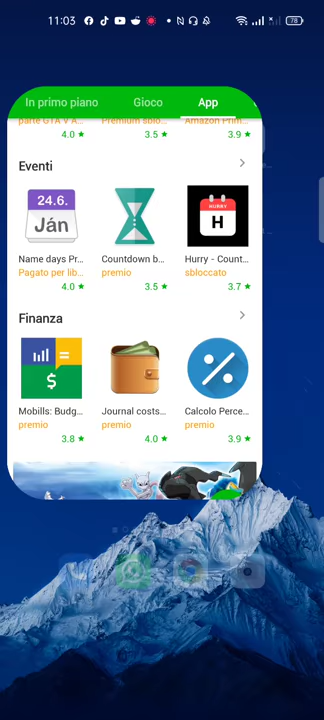 11:03
78
In primo piano Gioco App
parte GTA V A... Premium sblo... Amazon Prim...
4.0 ★ 3.5 ★ 3.9 ★
Eventi
24.6.
Ján
HURRY
H
Name days Pr... Countdown b... Hurry - Count...
Pagato per lib... premio sbloccato
4.0 ★ 3.5 ★ 3.7 ★
Finanza
Mobills: Budg... Journal costs... Calcolo Perce...
premio premio premio
3.8 ★ 4.0 ★ 3.9 ★